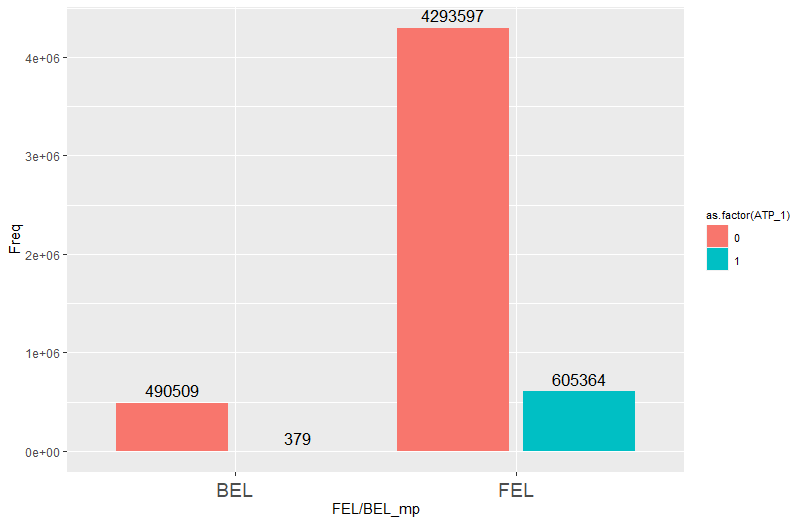 4293597
4e+06
3e+06
2e+06
1e+06
0e+00
Freq
490509
379
605364
BEL
FEL
FEL/BEL_mp
as.factor(ATP_1)
0
1